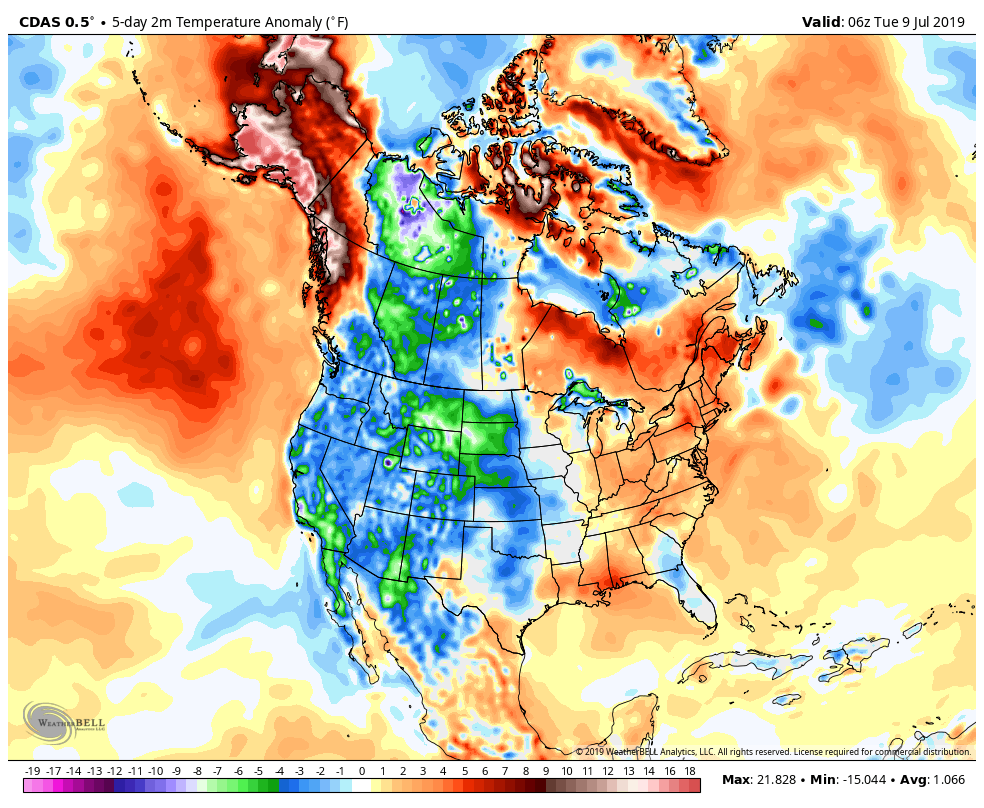 CDAS 0.5° • 5-day 2m Temperature Anomaly (°F)
Valid: 06z Tue 9 Jul 2019
WEATHERBELL
Analytics LLC
© 2019 WeatherBELL Analytics, LLC. All rights reserved. License required for commercial distribution.
-19 -17 -14 -13 -12 -11 -10 -9 -8 -7 -6 -5 -4 -3 -2 -1 0 1 2 3 4 5 6 7 8 9 10 11 12 13 14 16 18
Max: 21.828 • Min: -15.044 • Avg: 1.066